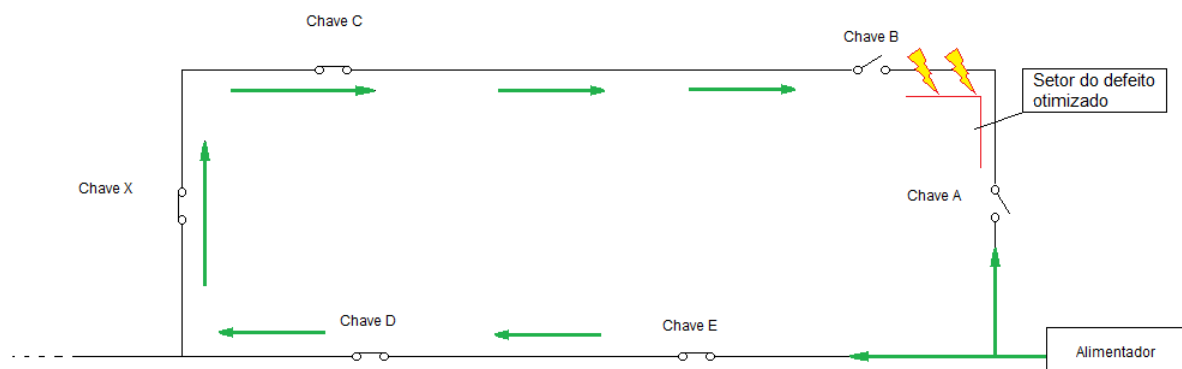 Chave C
Chave B
Setor do defeito
otimizado
Chave X
Chave A
Chave D
Chave E
Alimentador